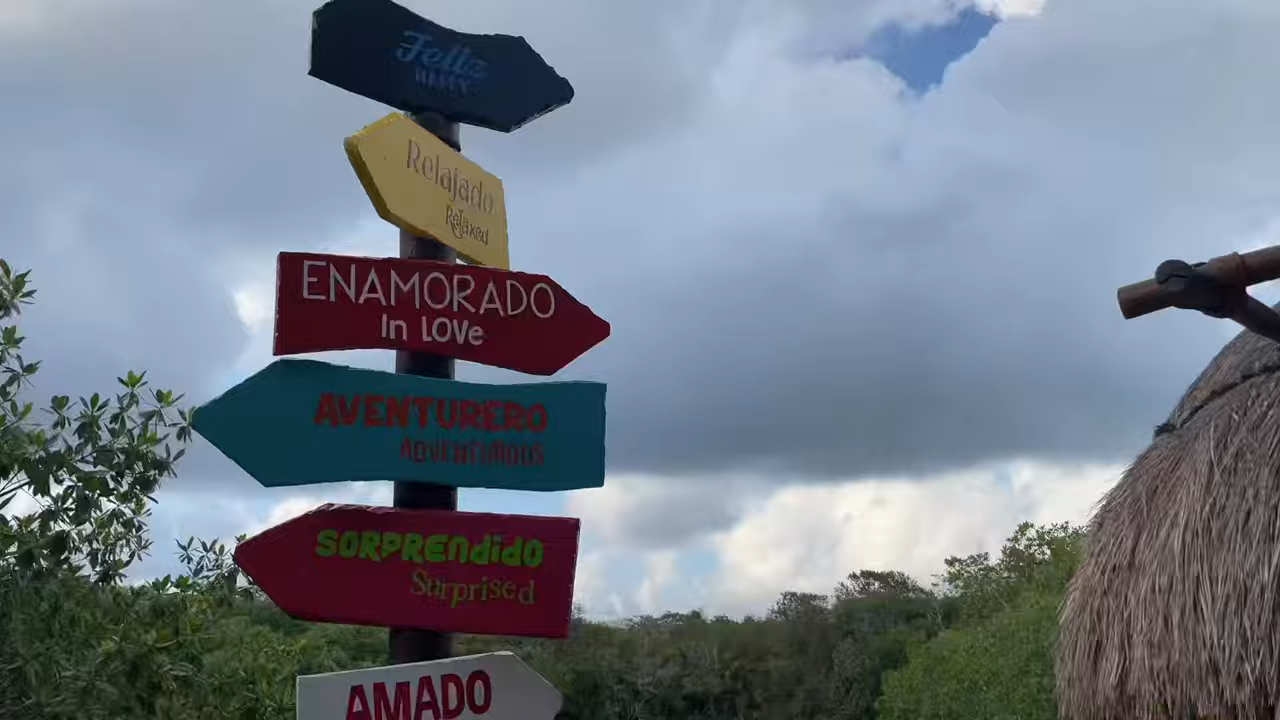 Feliz
HAPPY
Relajado
Relaxed
ENAMORADO
In LOVe
AVENTURERO
ADVENTUROUS
SORPRENdido
Surprised
AMADO